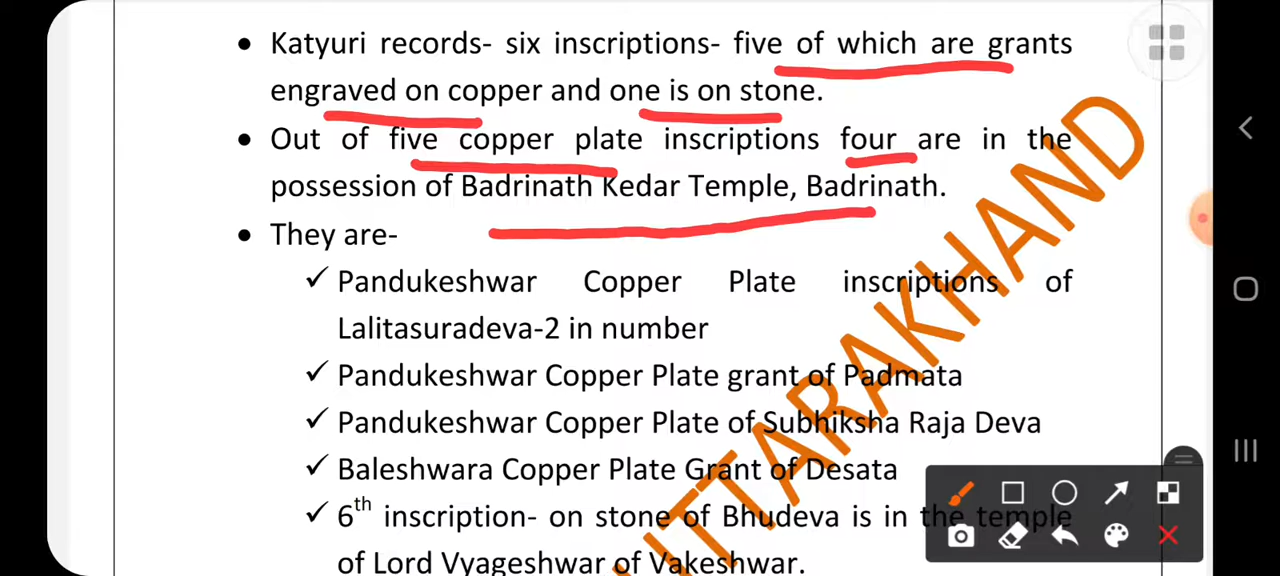 • Katyuri records- six inscriptions- five of which are grants
engraved on copper and one is on stone.
• Out of five copper plate inscriptions four are in the
possession of Badrinath Kedar Temple, Badrinath.
• They are-
✓ Pandukeshwar Copper Plate inscriptions of
Lalitasuradeva-2 in number
✓ Pandukeshwar Copper Plate grant of Padmata
✓ Pandukeshwar Copper Plate of Subhiksha Raja Deva
✓ Baleshwara Copper Plate Grant of Desata
✓ 6th inscription- on stone of Bhudeva is in the temple
of Lord Vyageshwar of Vakeshwar.
UTTARAKHAND